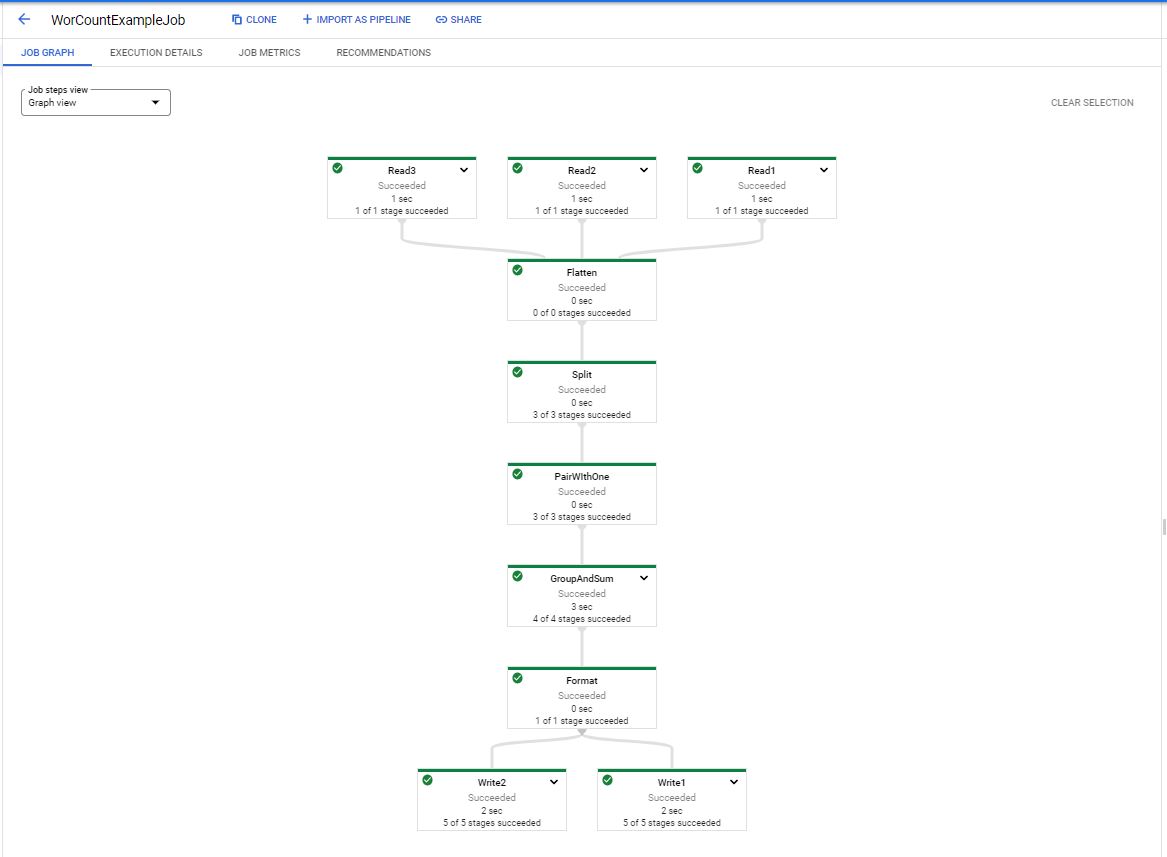 WorCountExampleJob CLONE IMPORT AS PIPELINE SHARE
JOB GRAPH EXECUTION DETAILS JOB METRICS RECOMMENDATIONS
Job steps view
Graph view
CLEAR SELECTION
Read3
Succeeded
1 sec
1 of 1 stage succeeded
Read2
Succeeded
1 sec
1 of 1 stage succeeded
Read1
Succeeded
1 sec
1 of 1 stage succeeded
Flatten
Succeeded
0 sec
0 of 0 stages succeeded
Split
Succeeded
0 sec
3 of 3 stages succeeded
PairWIthOne
Succeeded
0 sec
3 of 3 stages succeeded
GroupAndSum
Succeeded
3 sec
4 of 4 stages succeeded
Format
Succeeded
0 sec
1 of 1 stage succeeded
Write2
Succeeded
2 sec
5 of 5 stages succeeded
Write1
Succeeded
2 sec
5 of 5 stages succeeded